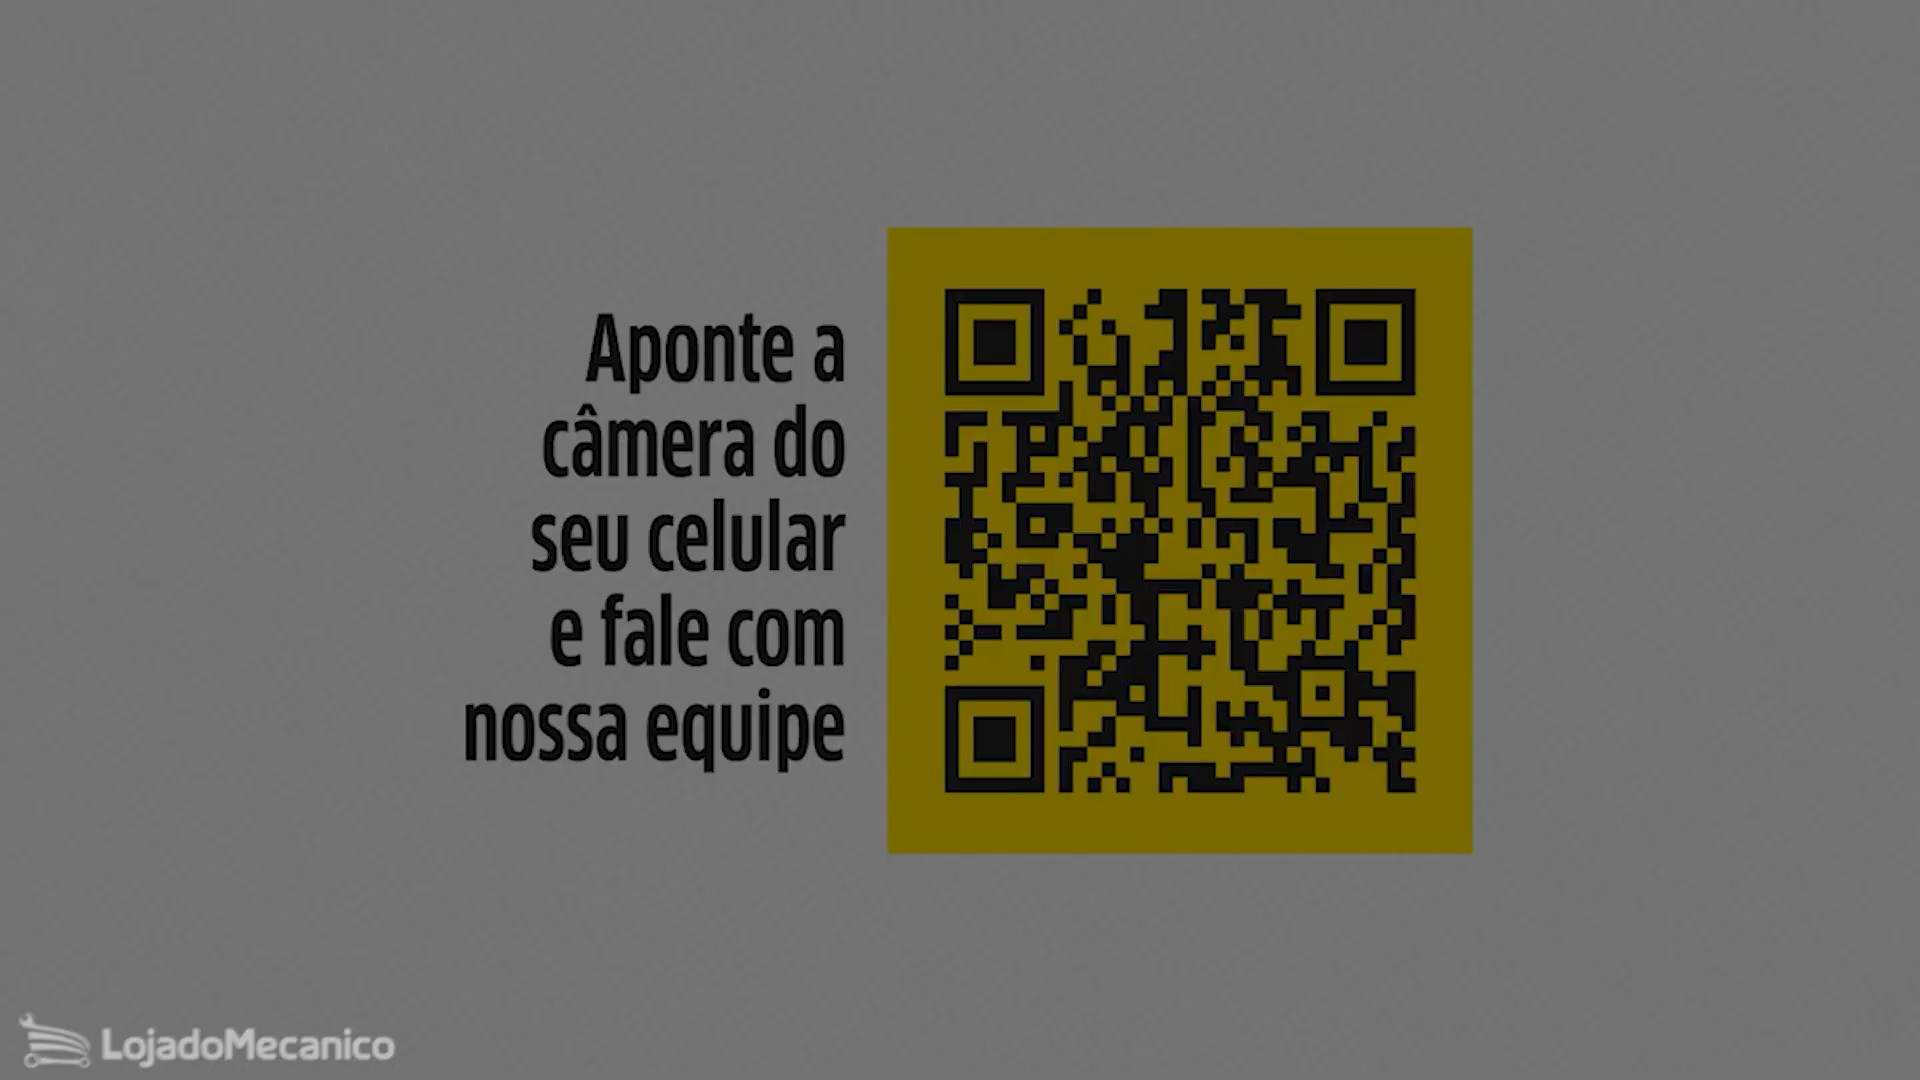 Aponte a
câmera do
seu celular
e fale com
nossa equipe
LojadoMecanico